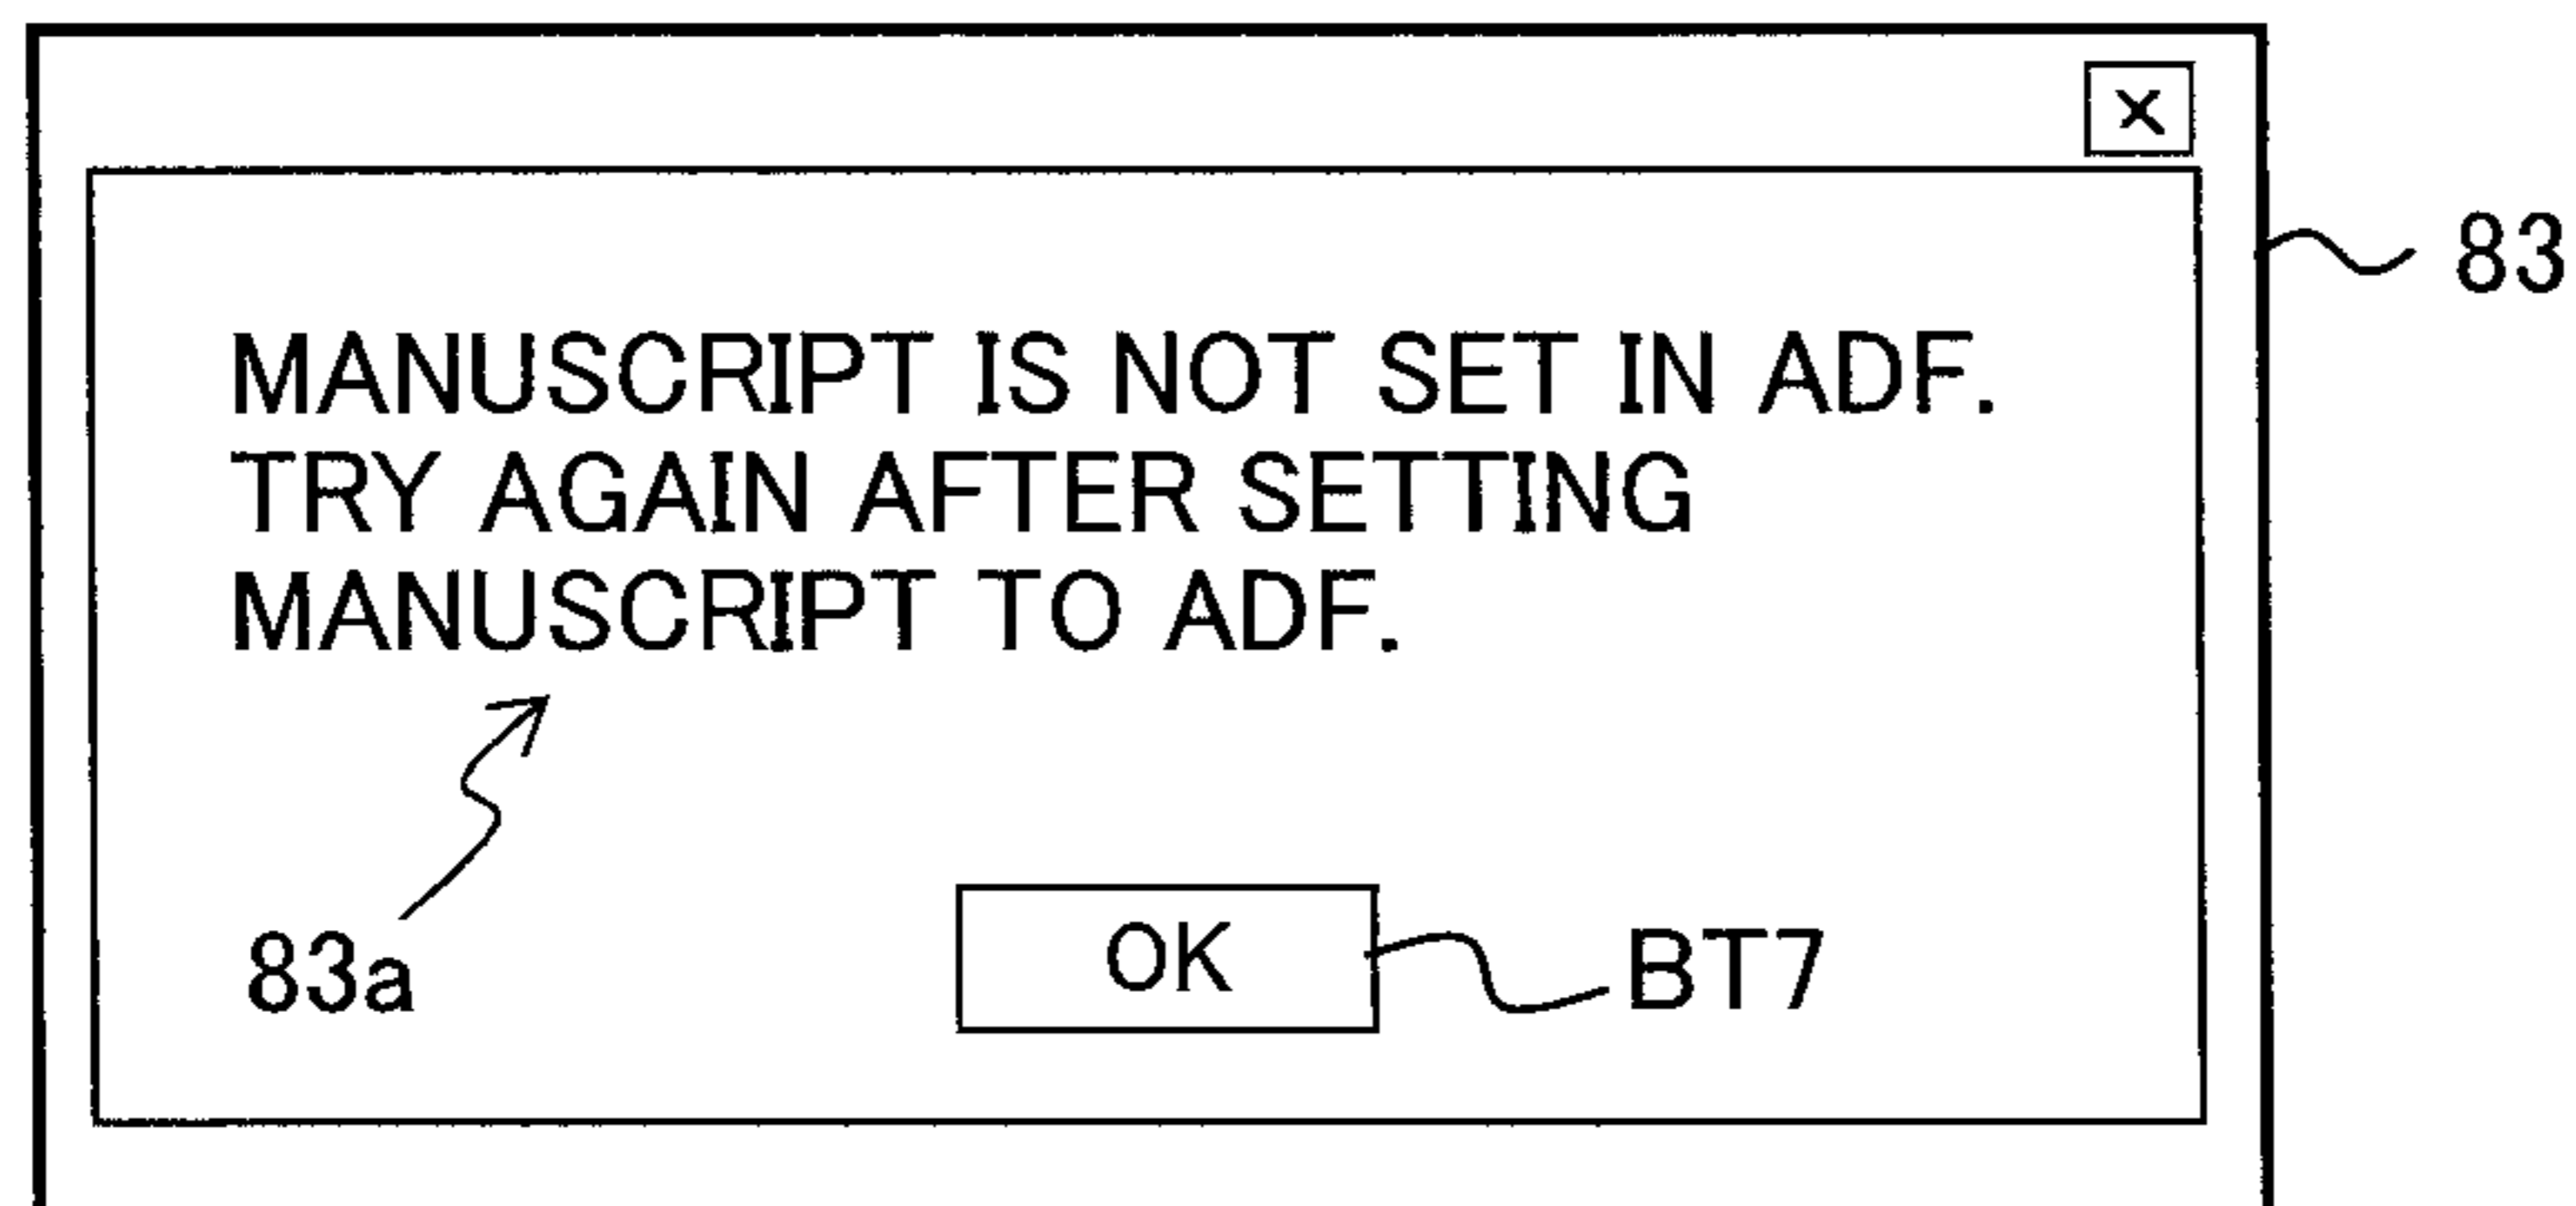 ×
83
MANUSCRIPT IS NOT SET IN ADF.
TRY AGAIN AFTER SETTING
MANUSCRIPT TO ADF.
83a
OK
BT7